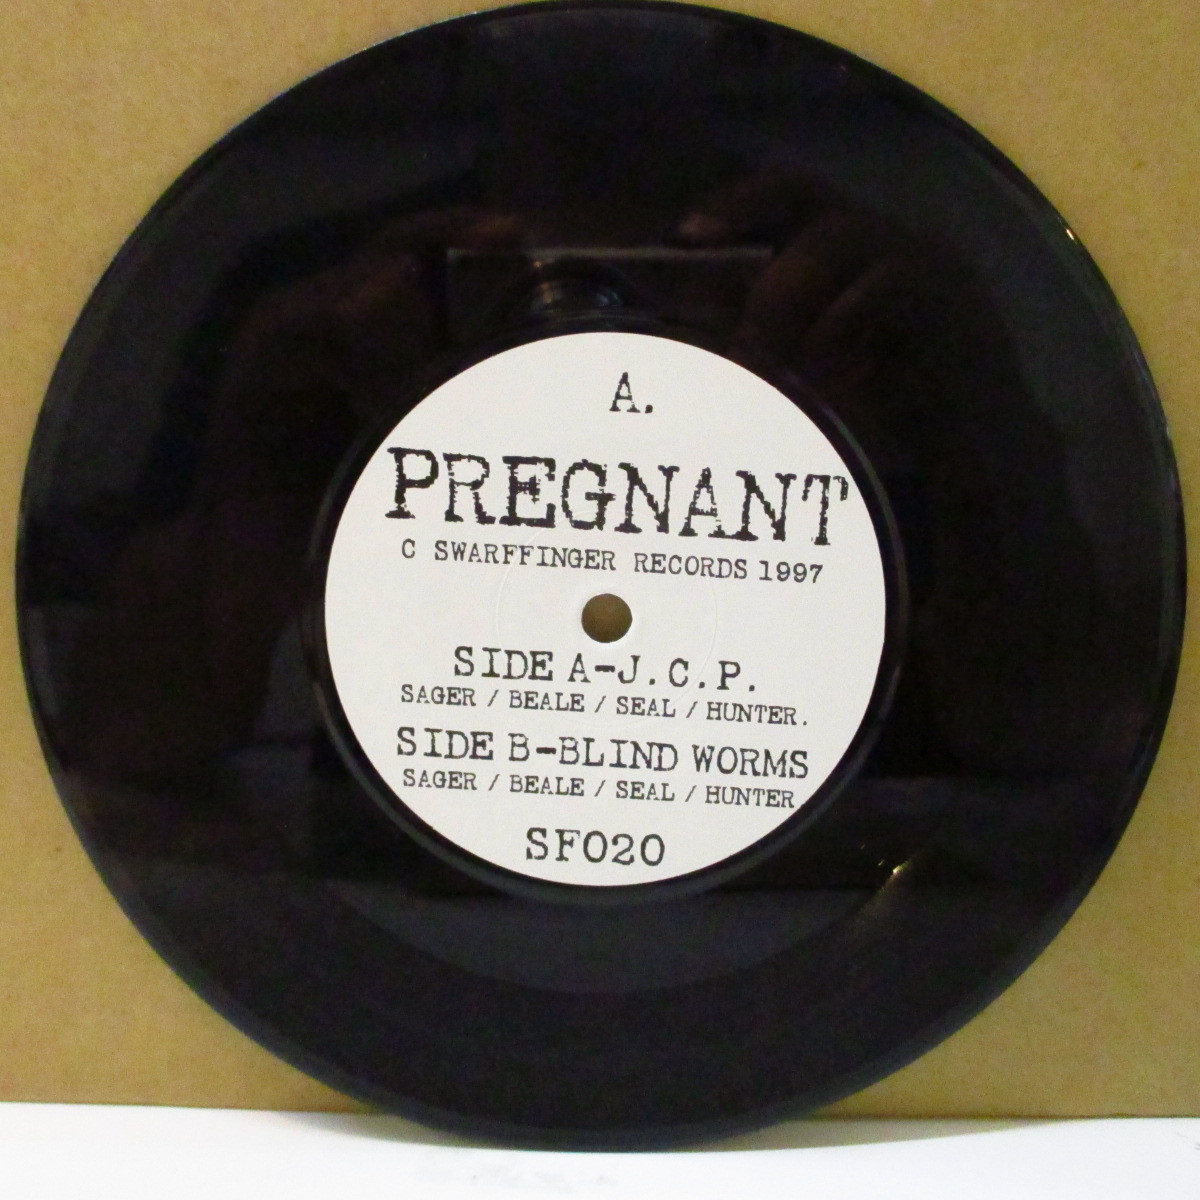 A.
PREGNANT
C SWARFFINGER RECORDS 1997
SIDE A-J.C.P.
SAGER / BEALE / SEAL / HUNTER.
SIDE B-BLIND WORMS
SAGER / BEALE / SEAL / HUNTER.
SF020